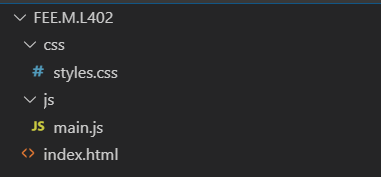 FEE.M.L402
css
# styles.css
js
JS main.js
<> index.html